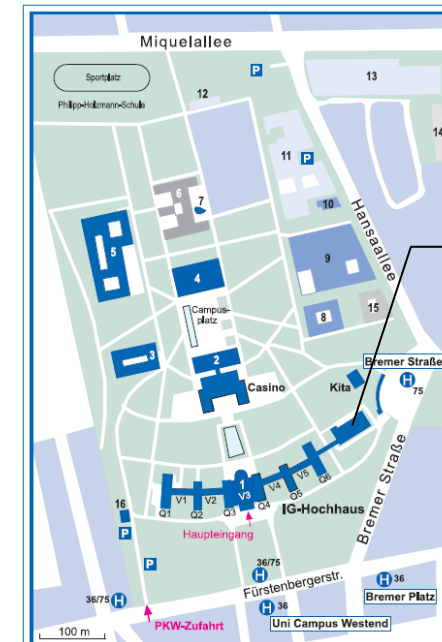 Miquelallee
Sportplatz
Philipp-Holzmann-Schule
P
12
13
11
P
14
6
7
10
Hansaallee
5
9
4
Campus-
platz
8
15
3
2
Bremer Straße
H
75
Casino
Kita
1
V1
V2
V3
V4
V5
Q1
Q2
Q3
Q4
Q5
Q6
IG-Hochhaus
Bremer Straße
16
Haupteingang
P
P
36/75
H
36/75
H
Fürstenbergerstr.
H
36
Bremer Platz
H
36
Uni Campus Westend
PKW-Zufahrt
100 m